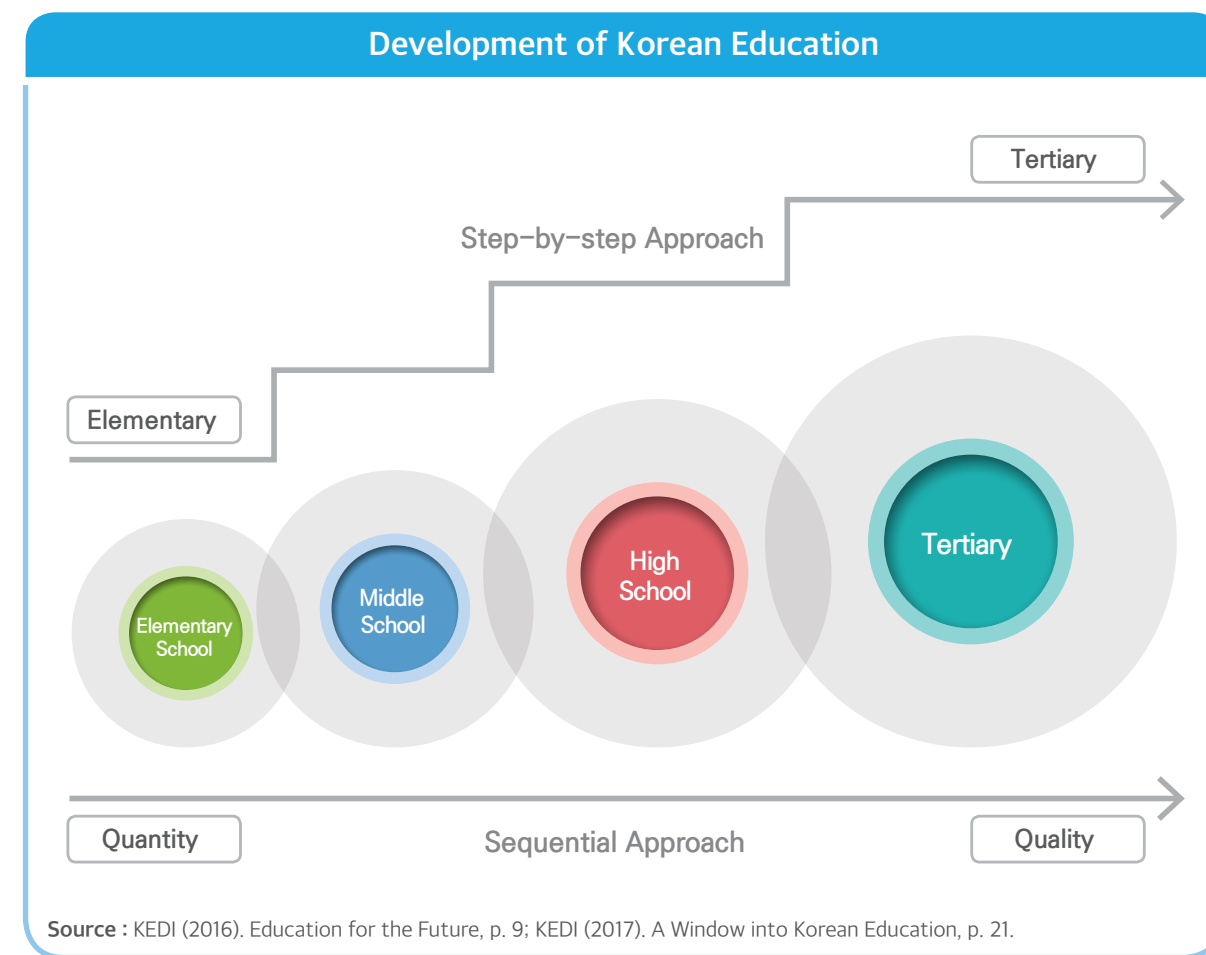 Development of Korean Education
Tertiary
Step-by-step Approach
Elementary
Elementary
School
Middle
School
High
School
Tertiary
Quantity
Sequential Approach
Quality
Source : KEDI (2016). Education for the Future, p. 9; KEDI (2017). A Window into Korean Education, p. 21.